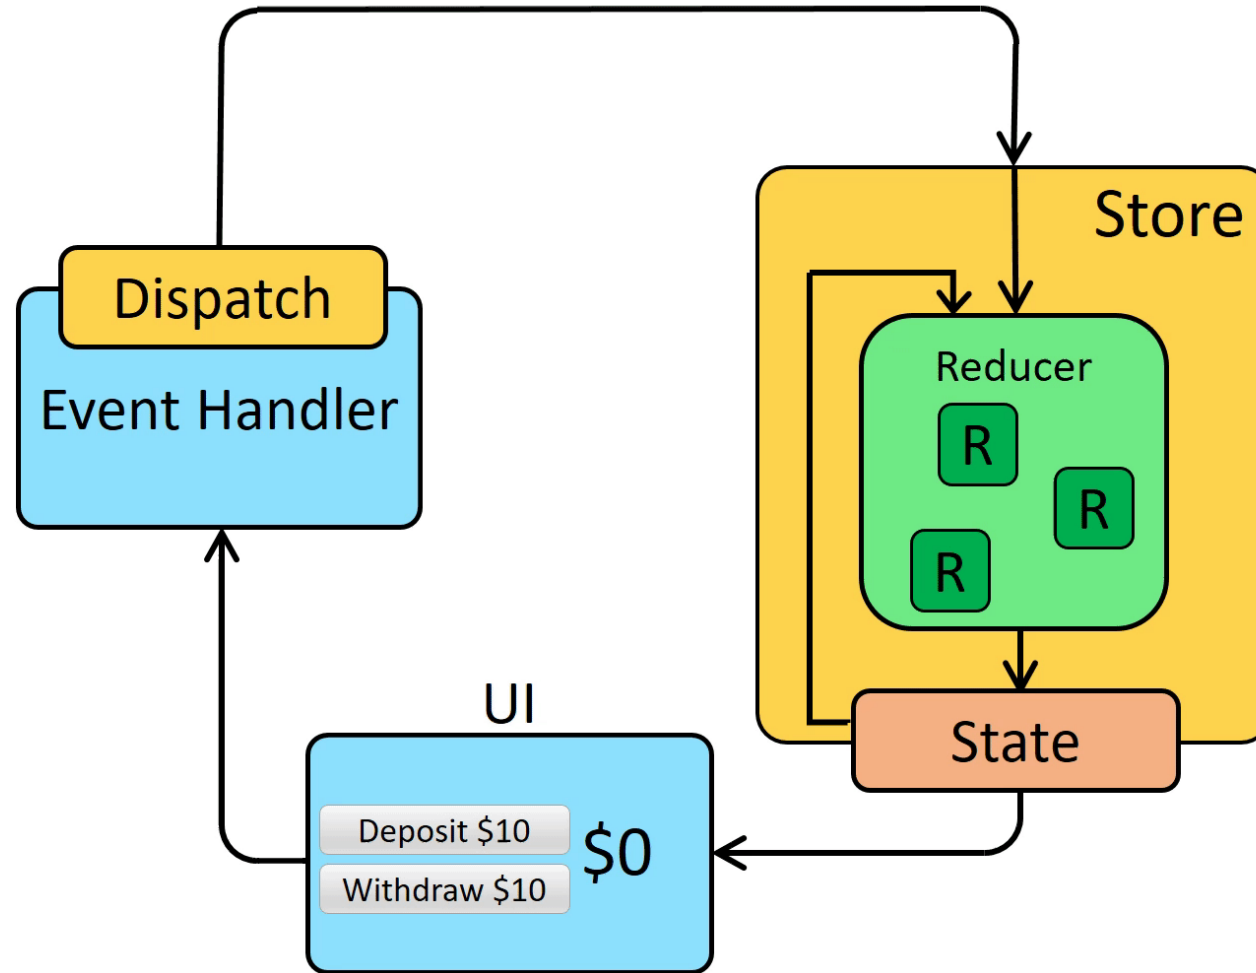 Store
Dispatch
Event Handler
Reducer
R
R
R
UI
State
Deposit $10
$0
Withdraw $10